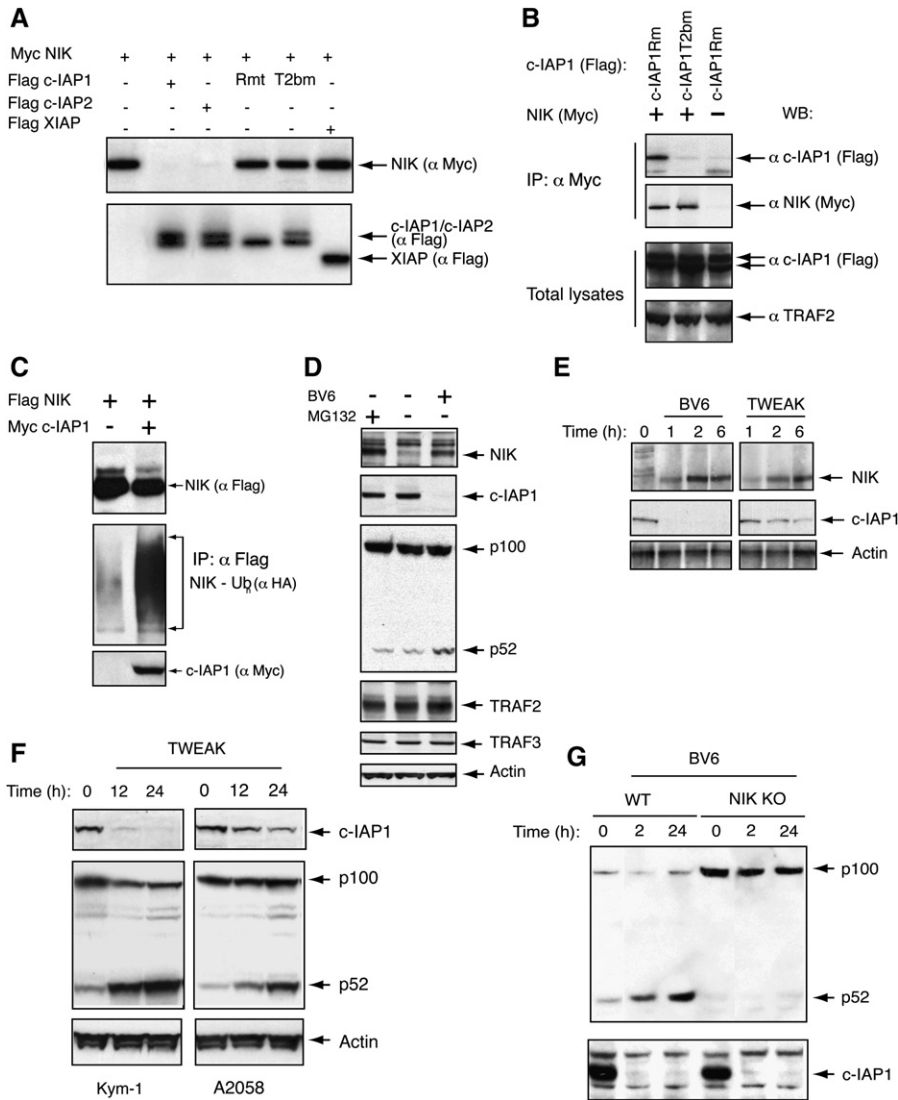 A
Myc NIK + + + + + +
Flag c-IAP1 - + - Rmt T2bm -
Flag c-IAP2 - - + - - -
Flag XIAP - - - - - +
NIK (α Myc)
c-IAP1/c-IAP2
(α Flag)
XIAP (α Flag)
B
c-IAP1 (Flag): c-IAP1Rm c-IAP1T2bm c-IAP1Rm
NIK (Myc) + + - WB:
IP: α Myc
α c-IAP1 (Flag)
α NIK (Myc)
Total lysates
α c-IAP1 (Flag)
α TRAF2
C
Flag NIK + +
Myc c-IAP1 - +
NIK (α Flag)
IP: α Flag
NIK - Ubn (α HA)
c-IAP1 (α Myc)
D
BV6 - - +
MG132 + - -
NIK
c-IAP1
p100
p52
TRAF2
TRAF3
Actin
E
BV6 TWEAK
Time (h): 0 1 2 6 1 2 6
NIK
c-IAP1
Actin
F
TWEAK
Time (h): 0 12 24 0 12 24
c-IAP1
p100
p52
Actin
Kym-1 A2058
G
BV6
WT NIK KO
Time (h): 0 2 24 0 2 24
p100
p52
c-IAP1